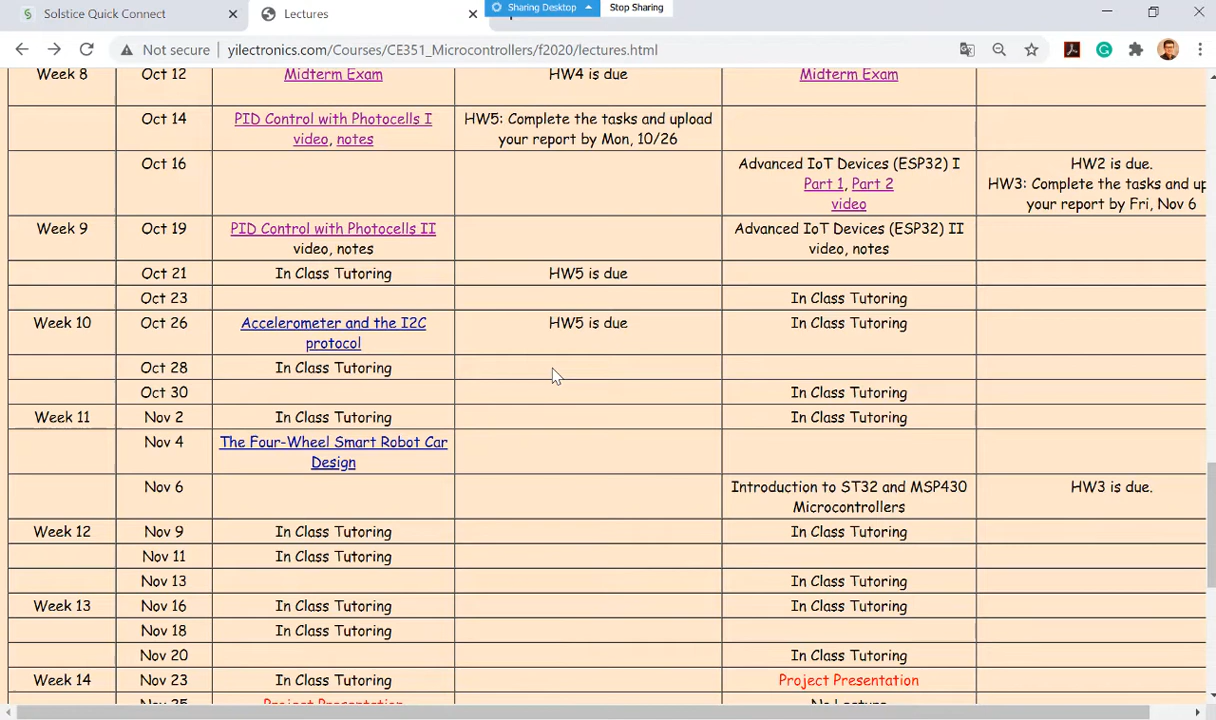 Solstice Quick Connect
Lectures
Sharing Desktop
Stop Sharing
Not secure
yilectronics.com/Courses/CE351_Microcontrollers/f2020/lectures.html
Week 8 Oct 12 Midterm Exam HW4 is due Midterm Exam
Oct 14 PID Control with Photocells I HW5: Complete the tasks and upload
video, notes your report by Mon, 10/26
Oct 16 Advanced IoT Devices (ESP32) I HW2 is due.
Part 1, Part 2 HW3: Complete the tasks and up
video your report by Fri, Nov 6
Week 9 Oct 19 PID Control with Photocells II Advanced IoT Devices (ESP32) II
video, notes video, notes
Oct 21 In Class Tutoring HW5 is due
Oct 23 In Class Tutoring
Week 10 Oct 26 Accelerometer and the I2C HW5 is due In Class Tutoring
protocol
Oct 28 In Class Tutoring
Oct 30 In Class Tutoring
Week 11 Nov 2 In Class Tutoring In Class Tutoring
Nov 4 The Four-Wheel Smart Robot Car
Design
Nov 6 Introduction to ST32 and MSP430 HW3 is due.
Microcontrollers
Week 12 Nov 9 In Class Tutoring In Class Tutoring
Nov 11 In Class Tutoring
Nov 13 In Class Tutoring
Week 13 Nov 16 In Class Tutoring In Class Tutoring
Nov 18 In Class Tutoring
Nov 20 In Class Tutoring
Week 14 Nov 23 In Class Tutoring Project Presentation
Nov 25 Project Presentation No Lecture